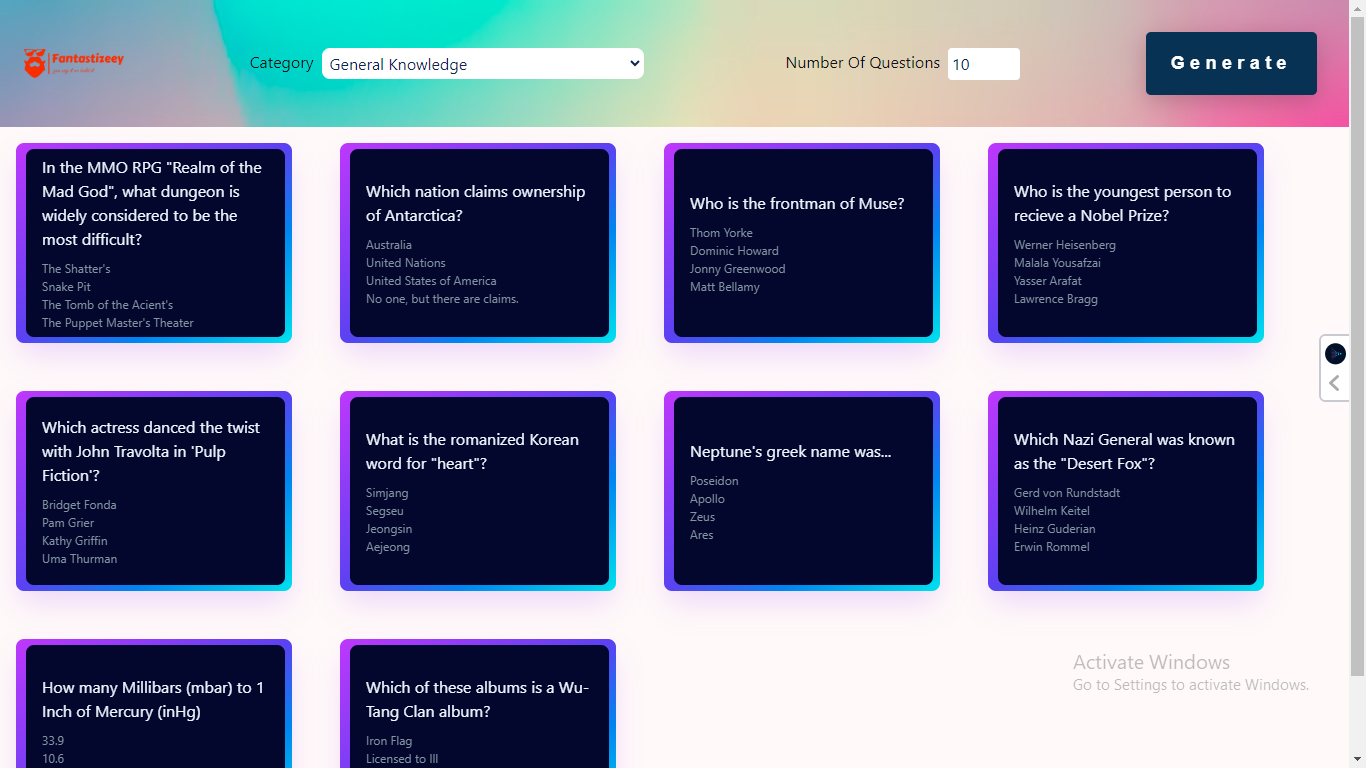 Fantastizeey
Category
General Knowledge
Number Of Questions
10
Generate
In the MMO RPG "Realm of the
Mad God", what dungeon is
widely considered to be the
most difficult?
The Shatter's
Snake Pit
The Tomb of the Acient's
The Puppet Master's Theater
Which nation claims ownership
of Antarctica?
Australia
United Nations
United States of America
No one, but there are claims.
Who is the frontman of Muse?
Thom Yorke
Dominic Howard
Jonny Greenwood
Matt Bellamy
Who is the youngest person to
recieve a Nobel Prize?
Werner Heisenberg
Malala Yousafzai
Yasser Arafat
Lawrence Bragg
Which actress danced the twist
with John Travolta in 'Pulp
Fiction'?
Bridget Fonda
Pam Grier
Kathy Griffin
Uma Thurman
What is the romanized Korean
word for "heart"?
Simjang
Segseu
Jeongsin
Aejeong
Neptune's greek name was...
Poseidon
Apollo
Zeus
Ares
Which Nazi General was known
as the "Desert Fox"?
Gerd von Rundstadt
Wilhelm Keitel
Heinz Guderian
Erwin Rommel
How many Millibars (mbar) to 1
Inch of Mercury (inHg)
33.9
10.6
Which of these albums is a Wu-
Tang Clan album?
Iron Flag
Licensed to Ill
Activate Windows
Go to Settings to activate Windows.